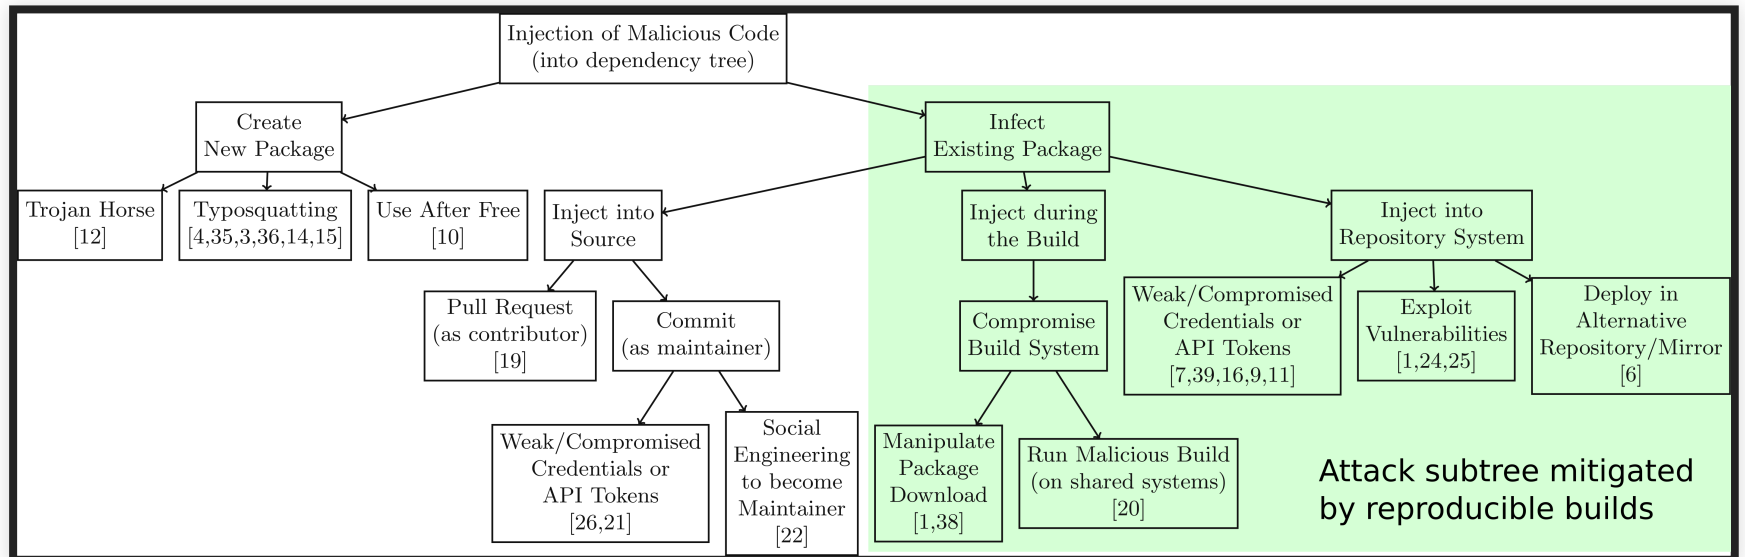 Injection of Malicious Code
(into dependency tree)
Create
New Package
Infect
Existing Package
Trojan Horse
[12]
Typosquatting
[4,35,3,36,14,15]
Use After Free
[10]
Inject into
Source
Inject during
the Build
Inject into
Repository System
Pull Request
(as contributor)
[19]
Commit
(as maintainer)
Compromise
Build System
Weak/Compromised
Credentials or
API Tokens
[7,39,16,9,11]
Exploit
Vulnerabilities
[1,24,25]
Deploy in
Alternative
Repository/Mirror
[6]
Weak/Compromised
Credentials or
API Tokens
[26,21]
Social
Engineering
to become
Maintainer
[22]
Manipulate
Package
Download
[1,38]
Run Malicious Build
(on shared systems)
[20]
Attack subtree mitigated
by reproducible builds